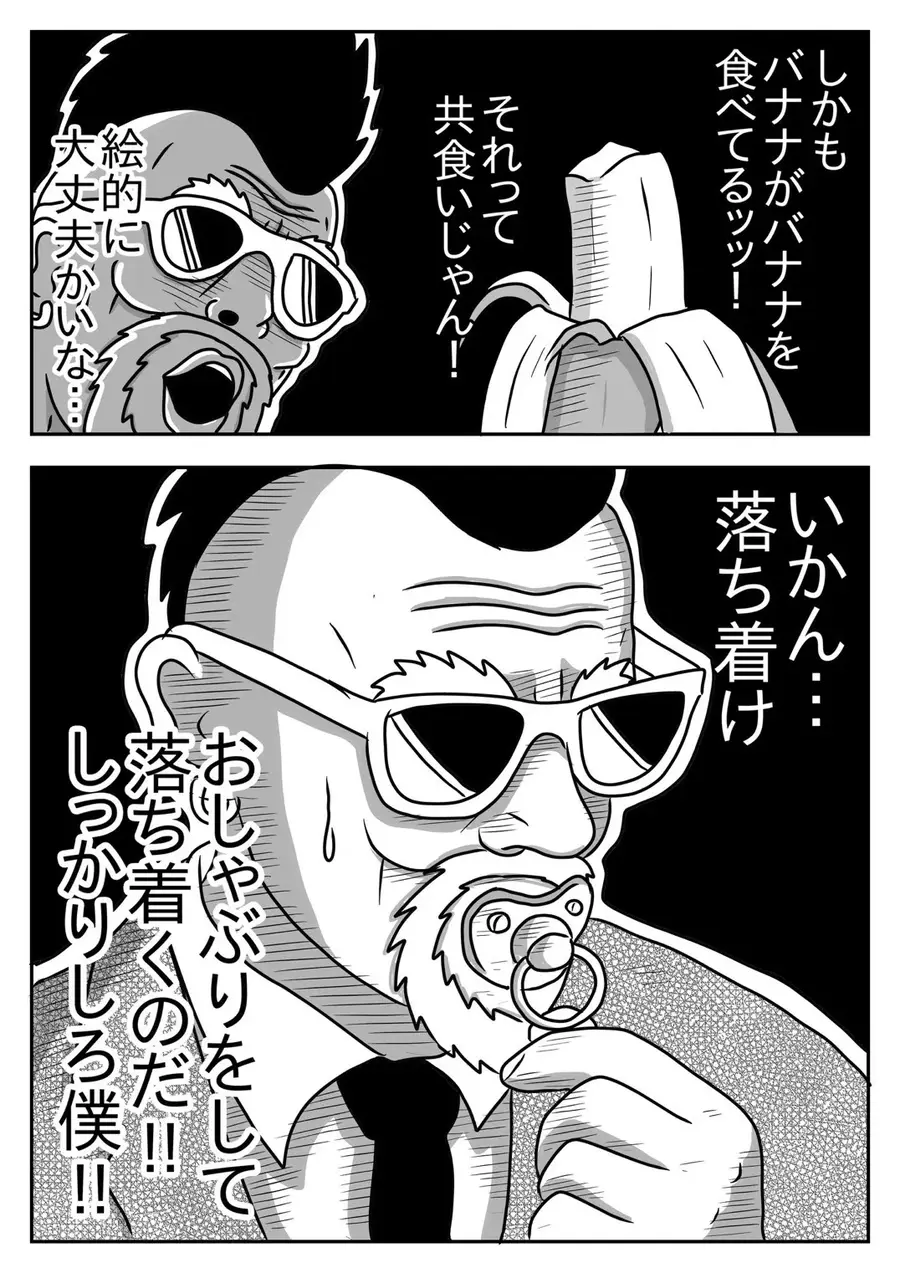 しかも
バナナがバナナを
食べてるッッ！
それって
共食いじゃん！
絵的に
大丈夫かいな…
いかん…
落ち着け
おしゃぶりをして
落ち着くのだ!!
しっかりしろ僕!!